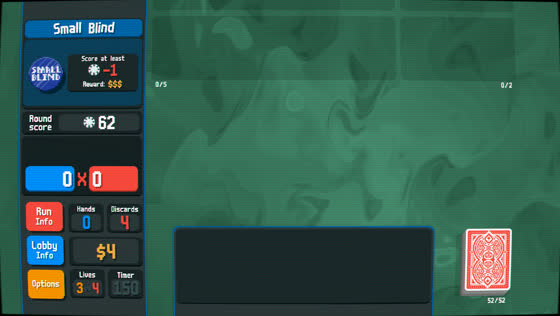 Small Blind
SMALL
BLIND
Score at least
-1
Reward: $$$
0/5
0/2
Round
score
62
0 X 0
Run
Info
Hands
0
Discards
4
Lobby
Info
$4
Options
Lives
3 4
Timer
150
52/52